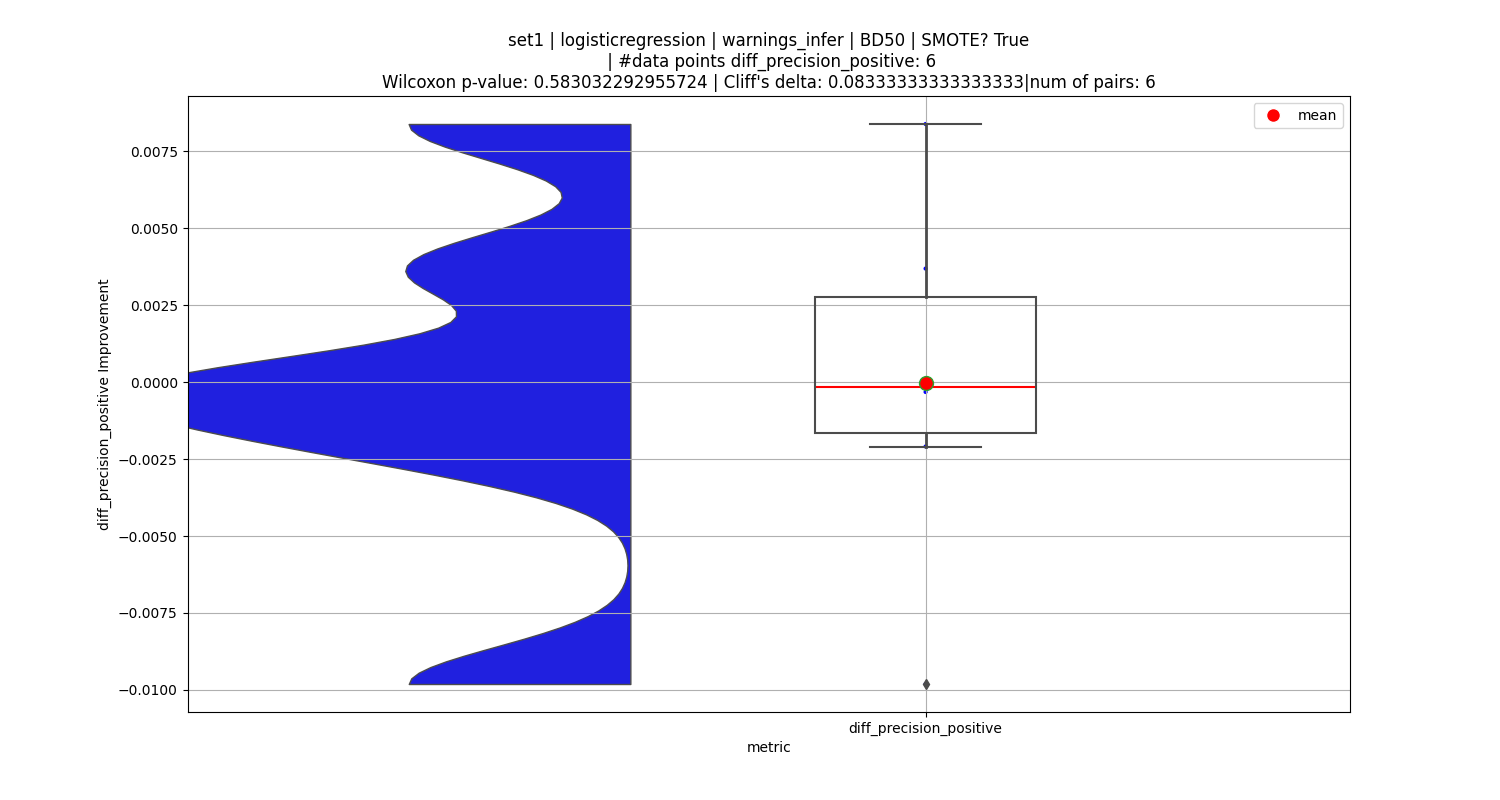 set1 | logisticregression | warnings_infer | BD50 | SMOTE? True
| #data points diff_precision_positive: 6
Wilcoxon p-value: 0.583032292955724 | Cliff's delta: 0.08333333333333333|num of pairs: 6
mean
0.0075
0.0050
0.0025
0.0000
−0.0025
−0.0050
−0.0075
−0.0100
diff_precision_positive Improvement
diff_precision_positive
metric